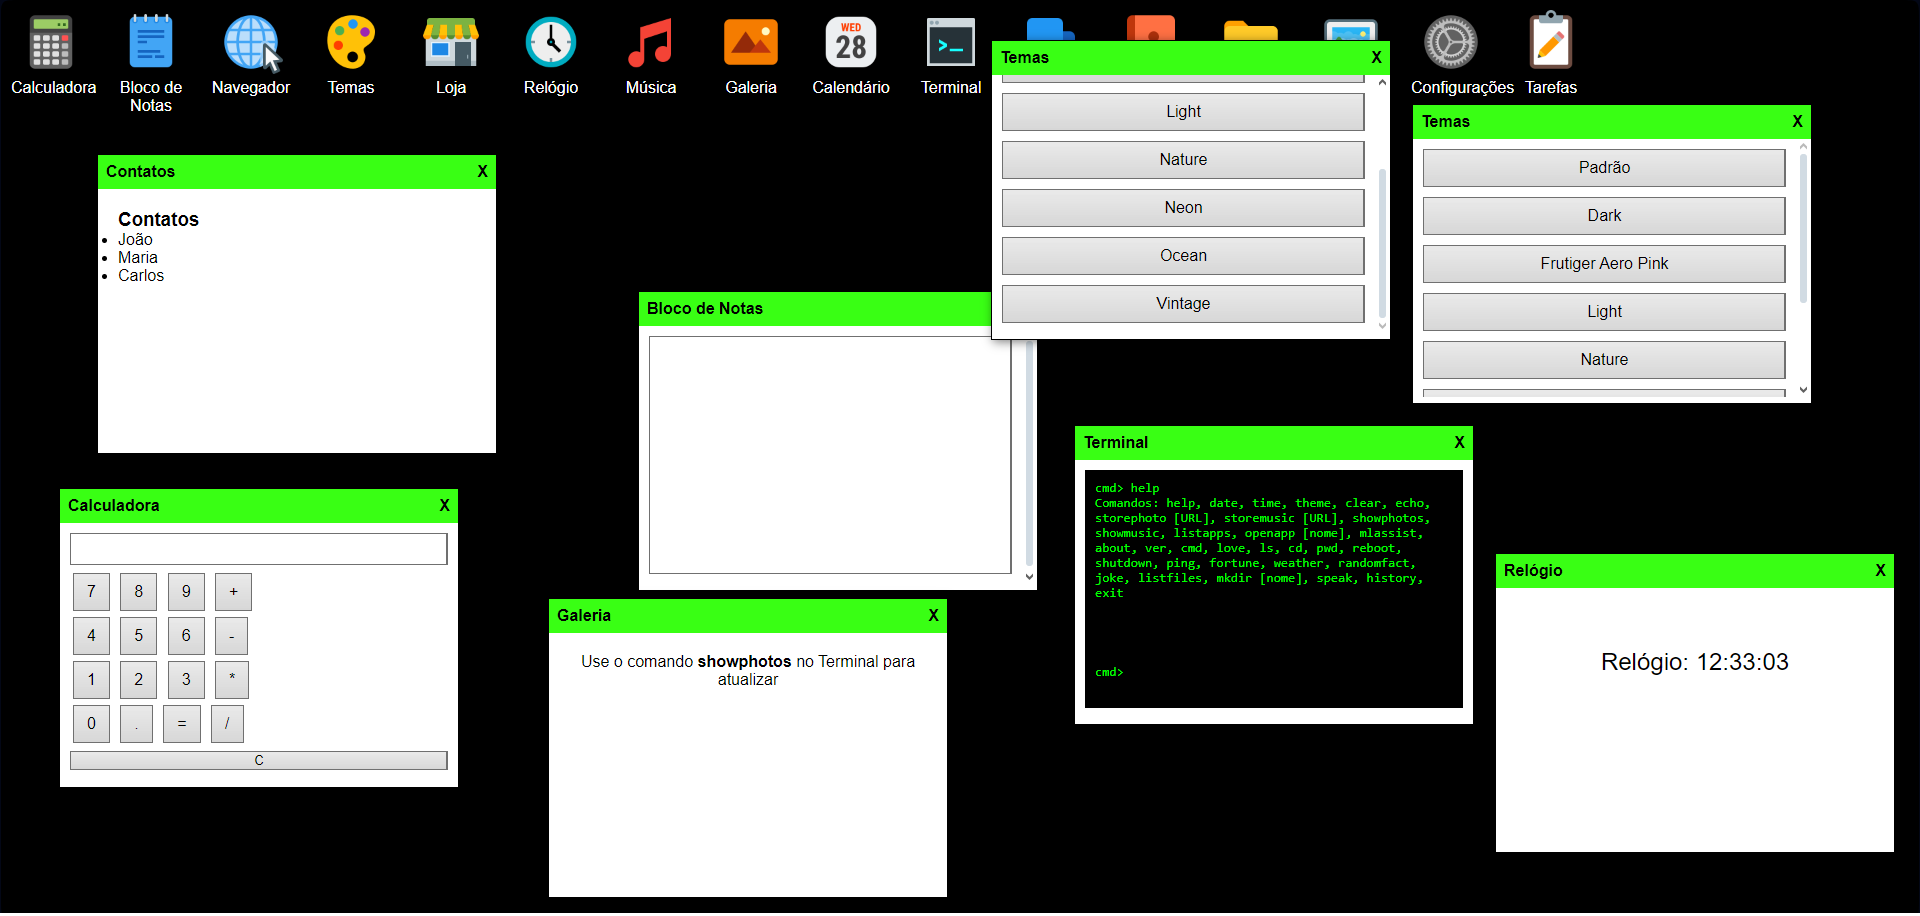 Calculadora
Bloco de
Notas
Navegador
Temas
Loja
Relógio
Música
Galeria
WED
28
Calendário
>_
Terminal
Configurações
Tarefas
Temas X
Light
Nature
Neon
Ocean
Vintage
Temas X
Padrão
Dark
Frutiger Aero Pink
Light
Nature
Contatos X
Contatos
João
Maria
Carlos
Bloco de Notas
Terminal X
cmd> help
Comandos: help, date, time, theme, clear, echo,
storephoto [URL], storemusic [URL], showphotos,
showmusic, listapps, openapp [nome], mlassist,
about, ver, cmd, love, ls, cd, pwd, reboot,
shutdown, ping, fortune, weather, randomfact,
joke, listfiles, mkdir [nome], speak, history,
exit
cmd>
Calculadora X
7 8 9 +
4 5 6 -
1 2 3 *
0 . = /
C
Galeria X
Use o comando showphotos no Terminal para
atualizar
Relógio X
Relógio: 12:33:03